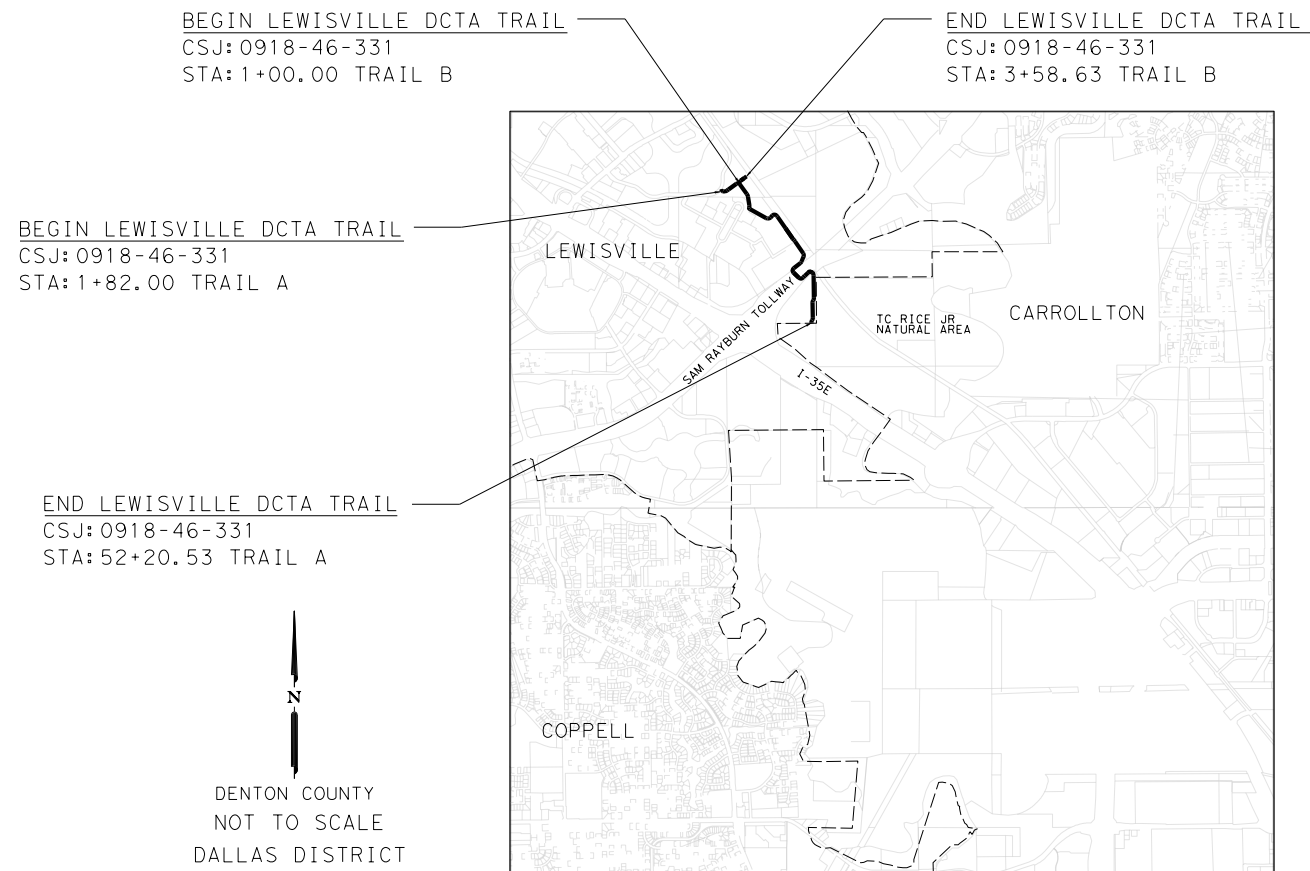 BEGIN LEWISVILLE DCTA TRAIL
CSJ: 0918-46-331
STA: 1+00.00 TRAIL B
END LEWISVILLE DCTA TRAIL
CSJ: 0918-46-331
STA: 3+58.63 TRAIL B
BEGIN LEWISVILLE DCTA TRAIL
CSJ: 0918-46-331
STA: 1+82.00 TRAIL A
LEWISVILLE
SAM RAYBURN TOLLWAY
TC RICE JR
NATURAL AREA
CARROLLTON
I-35E
END LEWISVILLE DCTA TRAIL
CSJ: 0918-46-331
STA: 52+20.53 TRAIL A
N
COPPELL
DENTON COUNTY
NOT TO SCALE
DALLAS DISTRICT